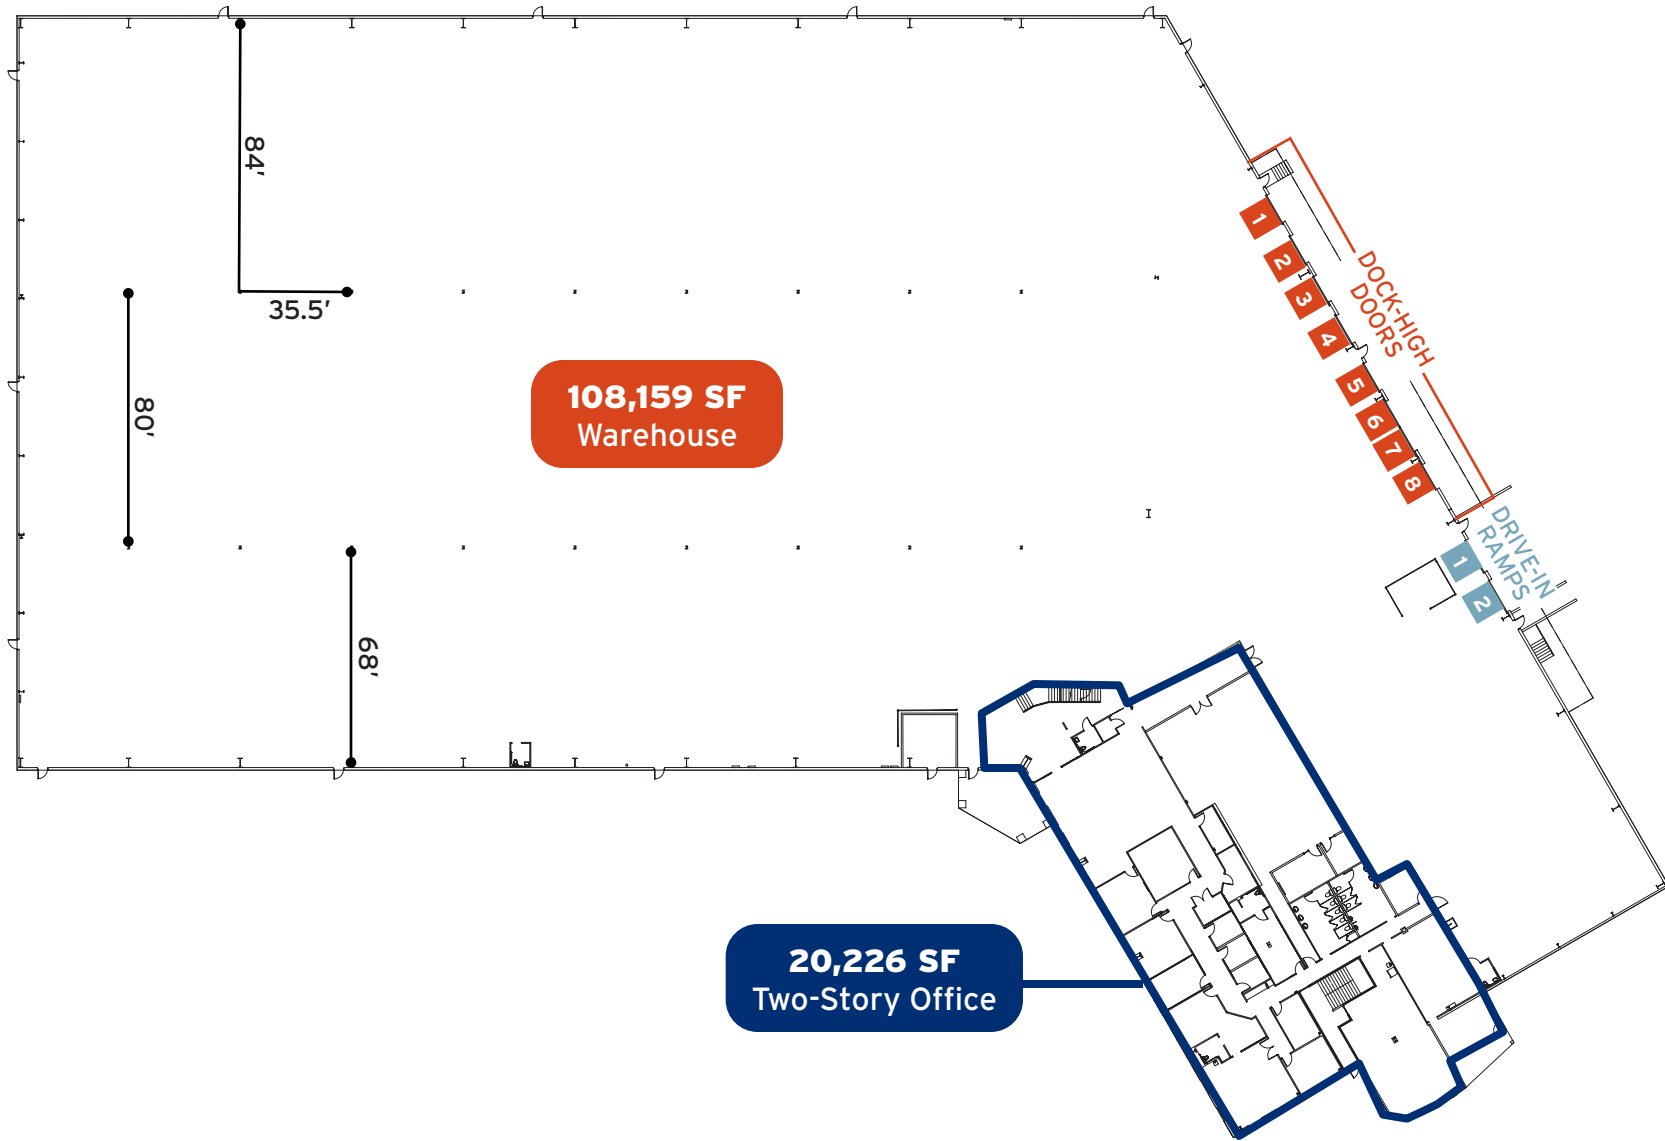 84'
35.5'
80'
68'
108,159 SF
Warehouse
1
2
3
4
5
6
7
8
DOCK-HIGH
DOORS
DRIVE-IN
RAMPS
1
2
20,226 SF
Two-Story Office